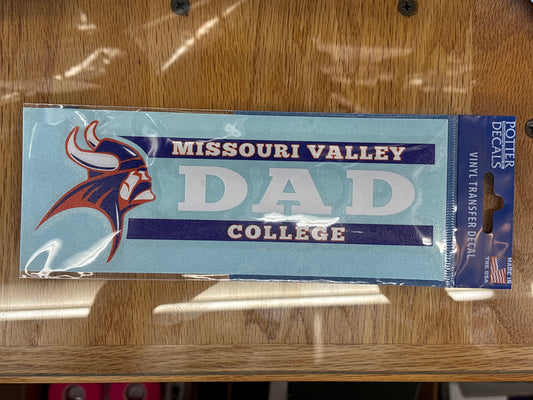 MISSOURI VALLEY
DAD
COLLEGE
POTTER
DECALS
VINYL TRANSFER DECAL
MADE IN
THE USA